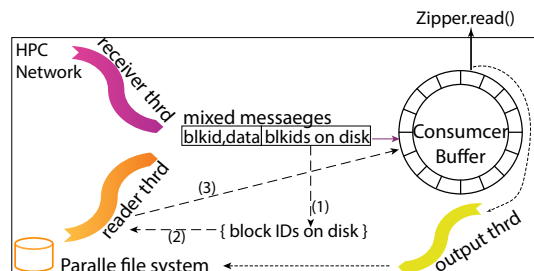 Zipper.read()
HPC
Network
receiver thrd
mixed messaeges
blkid,data blkids on disk
Consumcer
Buffer
reader thrd
(3)
(1)
(2)
{ block IDs on disk }
output thrd
Paralle file system